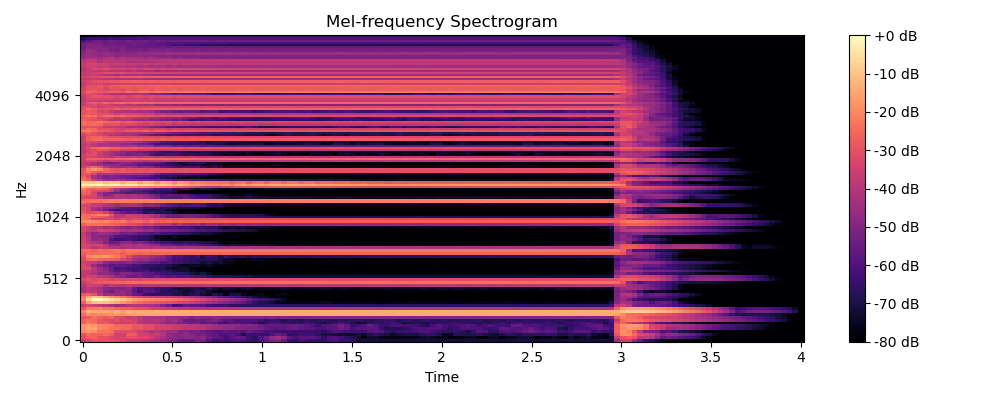 Mel-frequency Spectrogram
Hz
4096
2048
1024
512
0
0
0.5
1
1.5
2
2.5
3
3.5
4
Time
+0 dB
-10 dB
-20 dB
-30 dB
-40 dB
-50 dB
-60 dB
-70 dB
-80 dB